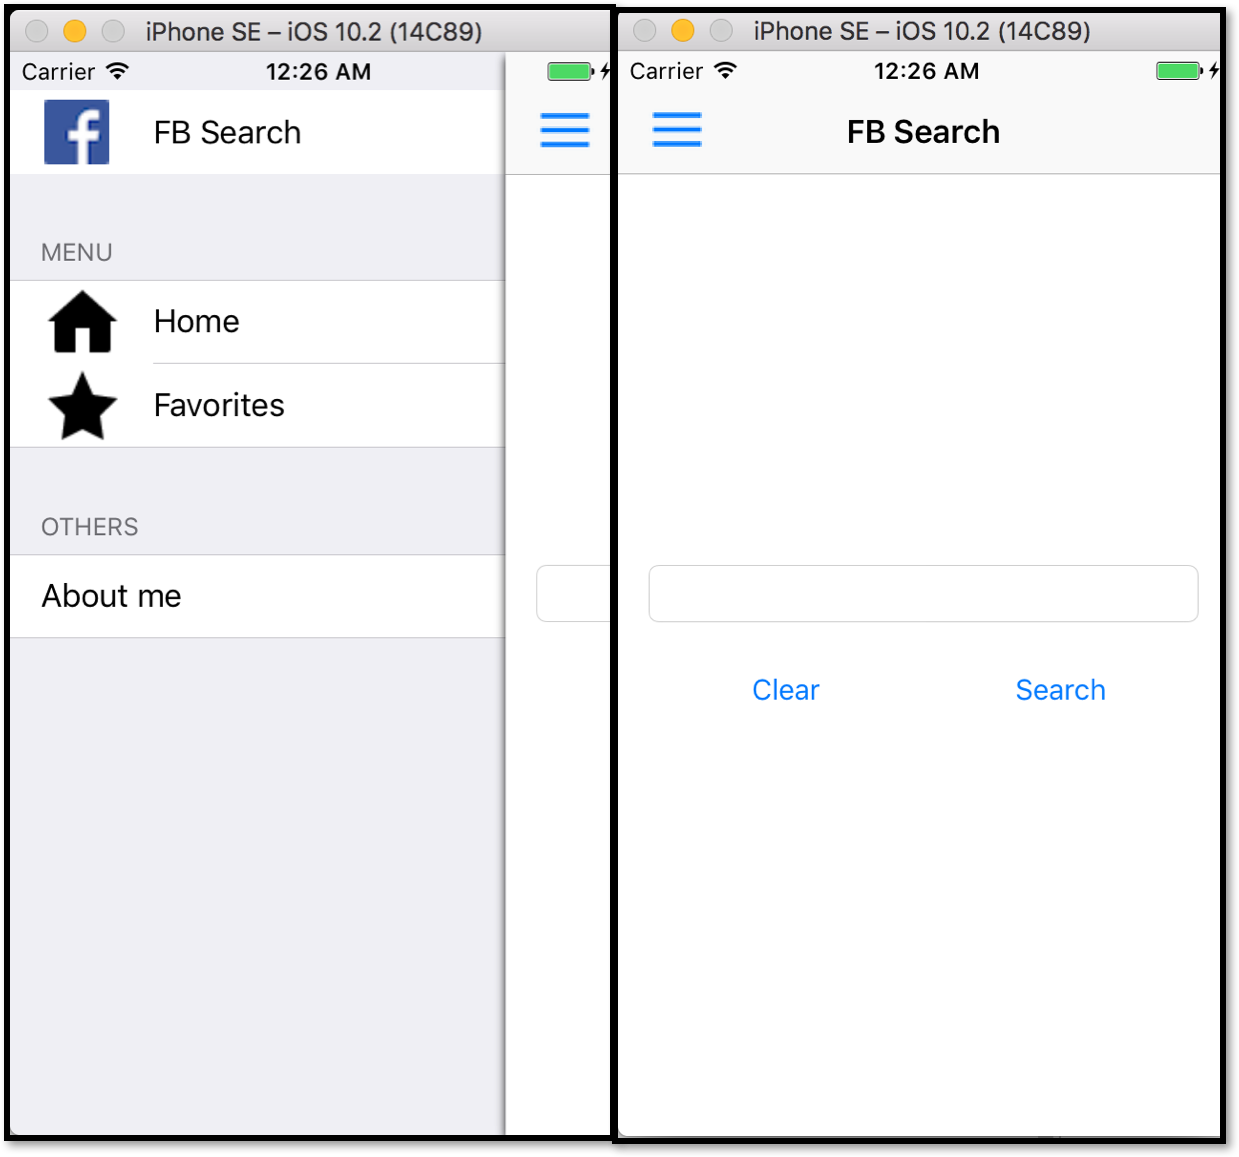 iPhone SE – iOS 10.2 (14C89)
Carrier 12:26 AM
FB Search
MENU
Home
Favorites
OTHERS
About me
iPhone SE – iOS 10.2 (14C89)
Carrier 12:26 AM
FB Search
Clear Search